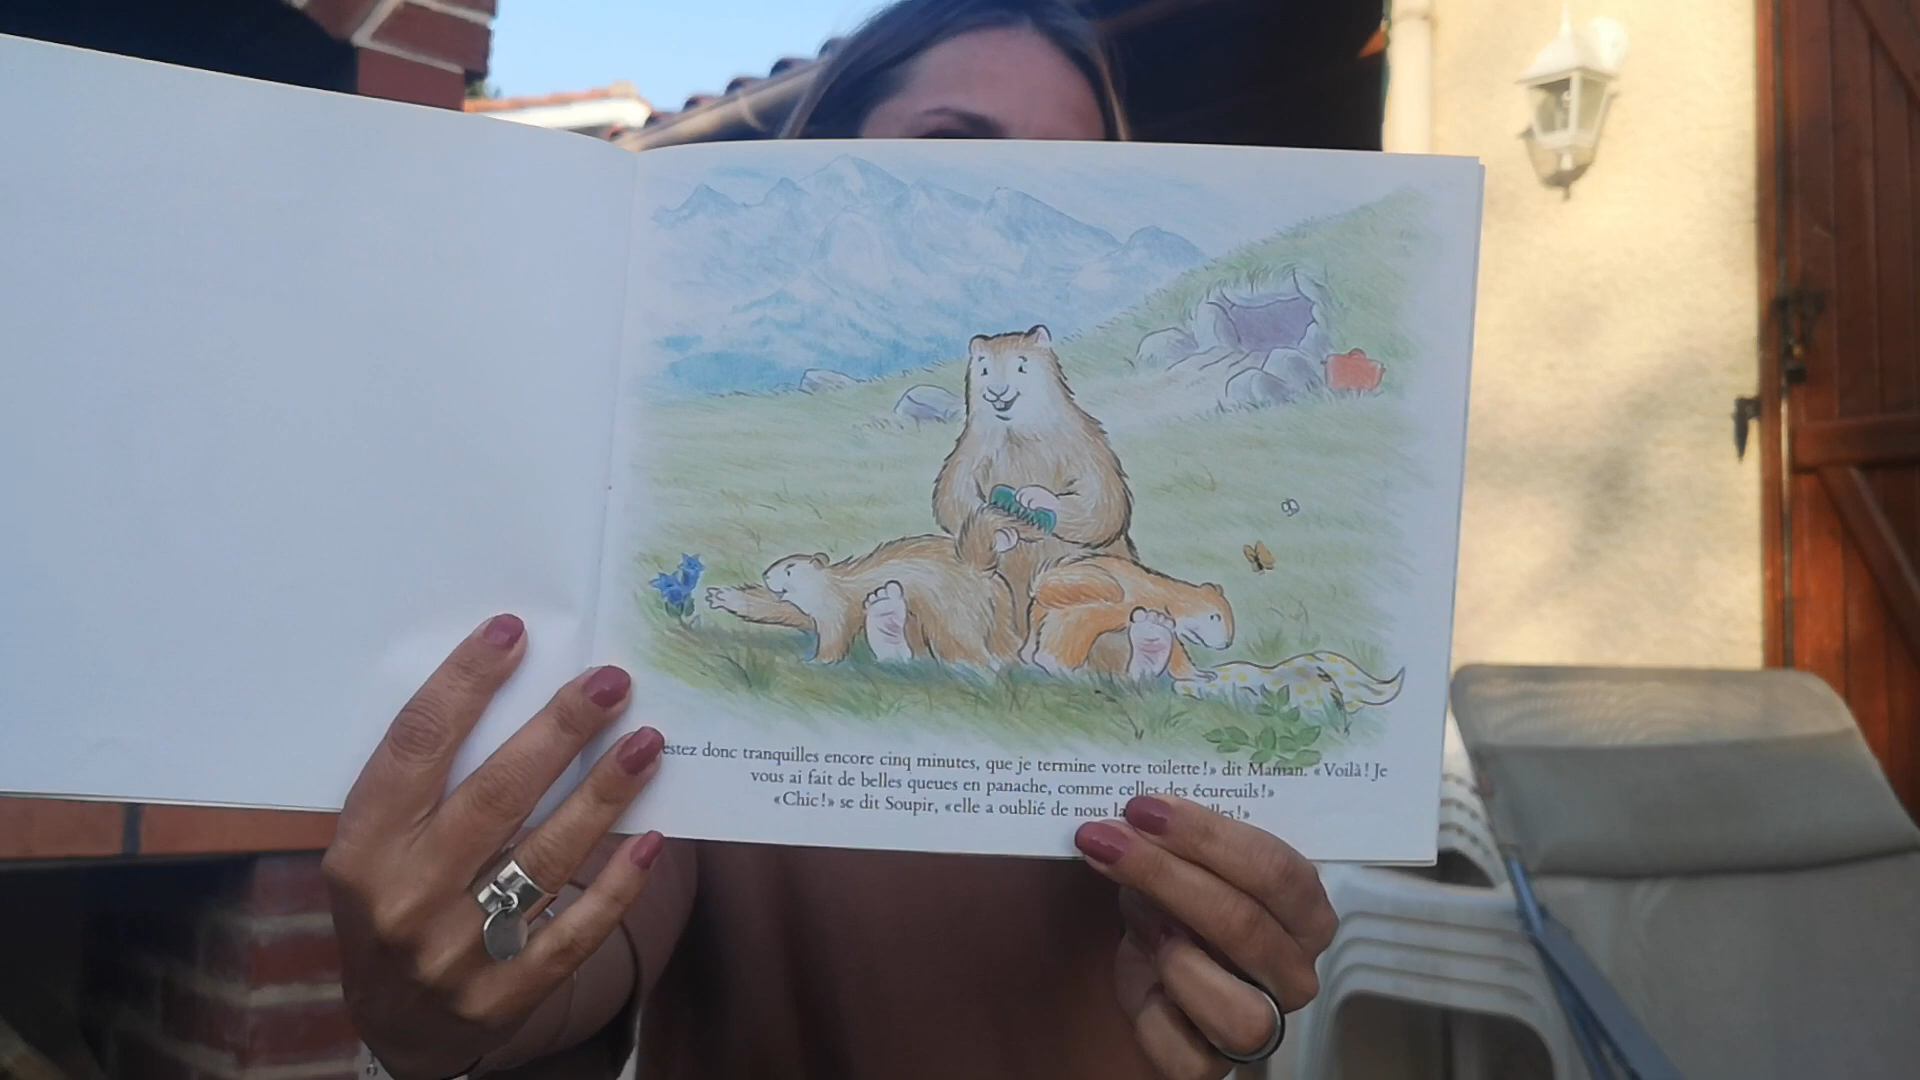 donc tranquilles encore cinq minutes, que je termine votre toilette!» dit Maman. «Voilà! Je
vous ai fait de belles queues en panache, comme celles des écureuils!»
«Chic!» se dit Soupir, «elle a oublié de nous